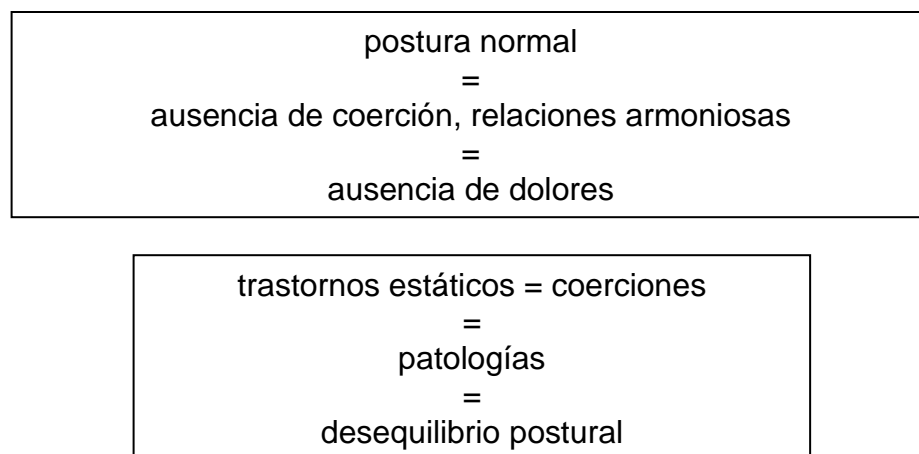 postura normal
=
ausencia de coerción, relaciones armoniosas
=
ausencia de dolores
trastornos estáticos = coerciones
=
patologías
=
desequilibrio postural